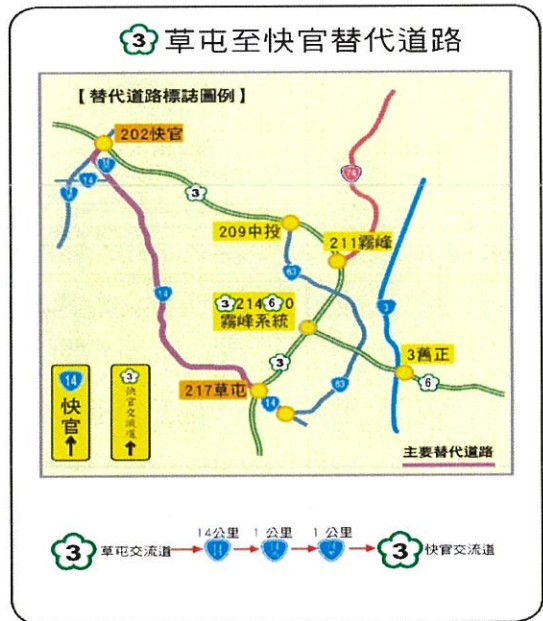 3 草屯至快官替代道路
【替代道路標誌圖例】
202快官
14
3
74
209中投
211霧峰
63
3
14
3 214 6 0
霧峰系統
3舊正
3
6
63
217草屯
14
14
快官
↑
3
快官交流道
↑
主要替代道路
14公里 1公里 1公里
3 草屯交流道 → → → → 3 快官交流道